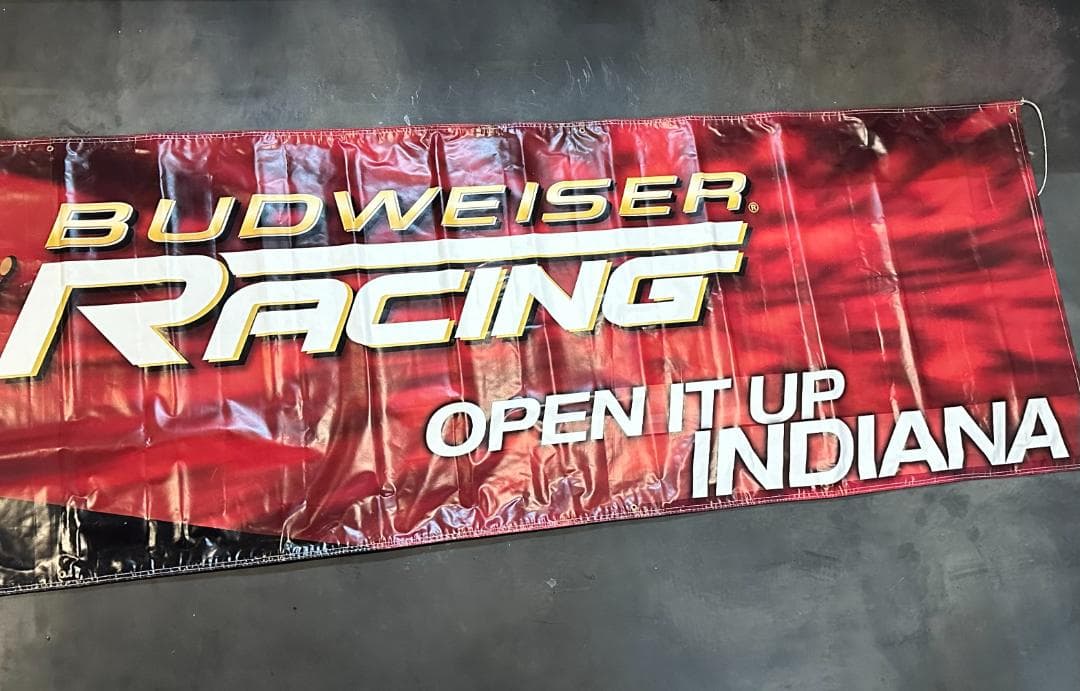 BUDWEISER®
RACING
OPEN IT UP
INDIANA